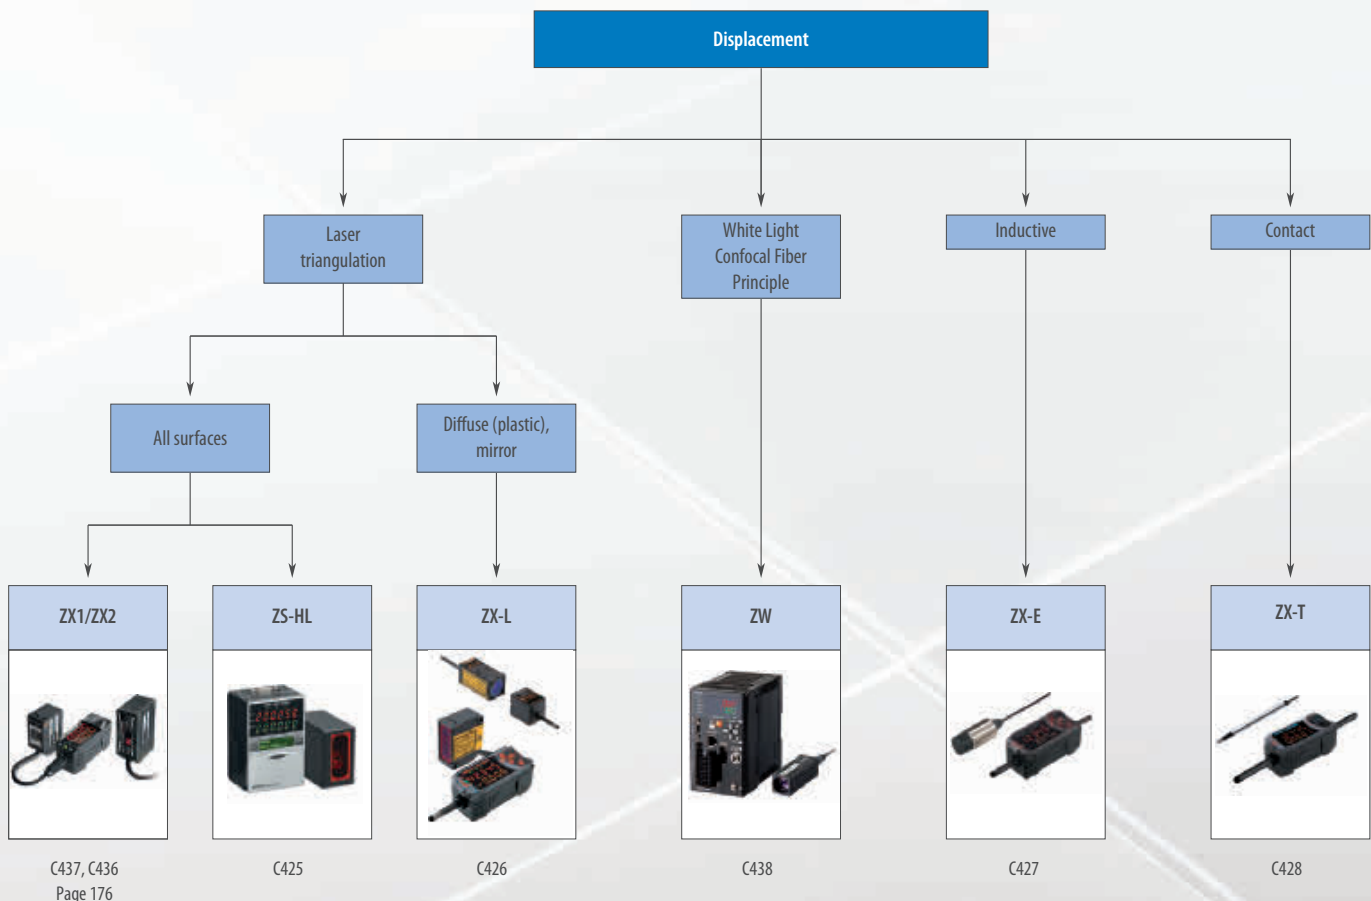 Displacement
Laser
triangulation
White Light
Confocal Fiber
Principle
Inductive
Contact
All surfaces
Diffuse (plastic),
mirror
ZX1/ZX2
ZS-HL
ZX-L
ZW
ZX-E
ZX-T
C437, C436
Page 176
C425
C426
C438
C427
C428